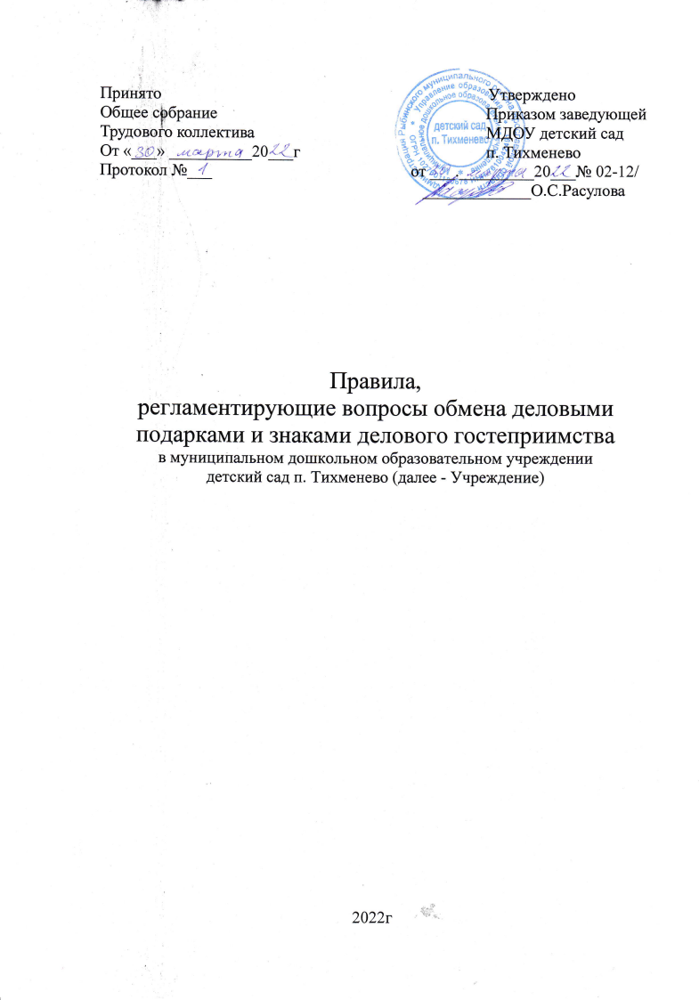 Принято
Общее собрание
Трудового коллектива
От «30» марта 2022г
Протокол № 1
Утверждено
Приказом заведующей
МДОУ детский сад
п. Тихменево
от 2022 № 02-12/
О.С.Расулова
детский сад
п. Тихменево
Правила,
регламентирующие вопросы обмена деловыми
подарками и знаками делового гостеприимства
в муниципальном дошкольном образовательном учреждении
детский сад п. Тихменево (далее - Учреждение)
2022г